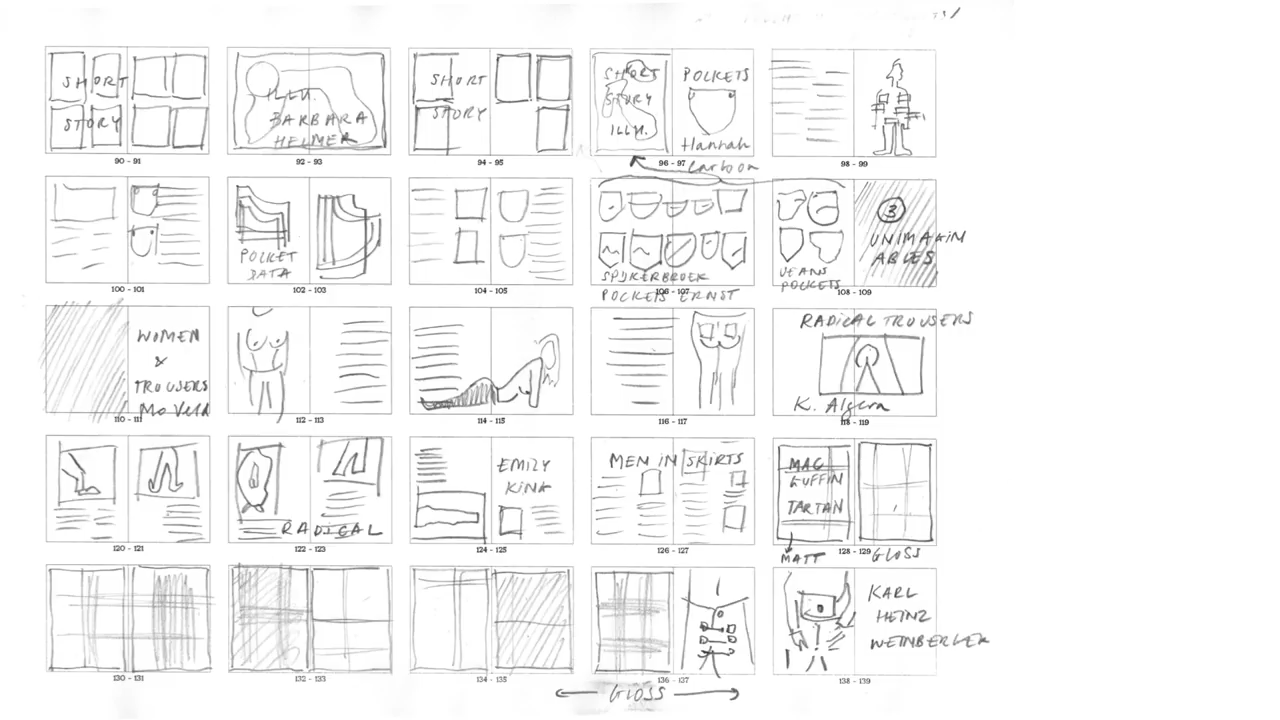 SHORT
STORY
90 - 91
ILLU.
BARBARA
HELMER
92 - 93
SHORT
STORY
94 - 95
SHORT
STORY
ILLU.
POCKETS
Hannah
cartoon
96 - 97
98 - 99
100 - 101
POCKET
DATA
102 - 103
104 - 105
SPIJKERBROEK
106 - 107
POCKETS ERNST
JEANS
POCKETS
3
UNIMAGIN
ABLES
108 - 109
WOMEN
&
TROUSERS
Mo Veld
110 - 111
112 - 113
114 - 115
116 - 117
RADICAL TROUSERS
K. Algera
118 - 119
120 - 121
RADICAL
122 - 123
EMILY
KING
124 - 125
MEN IN SKIRTS
126 - 127
MAC
GUFFIN
TARTAN
MATT
128 - 129
GLOSS
130 - 131
132 - 133
134 - 135
136 - 137
GLOSS
KARL
HEINZ
WEINBERGER
138 - 139